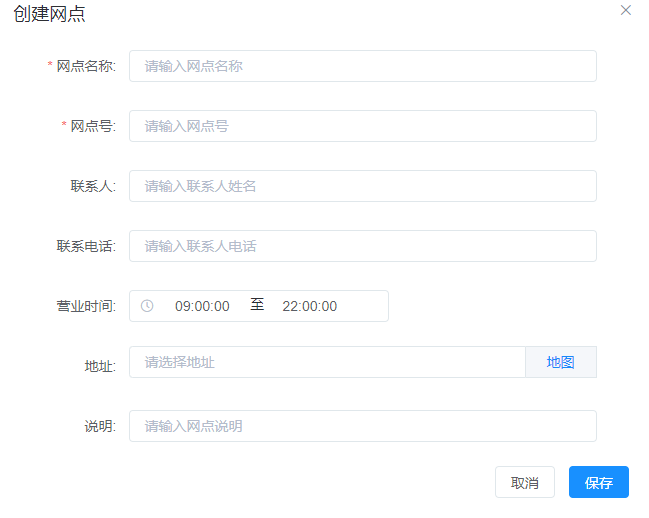 创建网点
* 网点名称: 请输入网点名称
* 网点号: 请输入网点号
联系人: 请输入联系人姓名
联系电话: 请输入联系人电话
营业时间: 09:00:00 至 22:00:00
地址: 请选择地址 地图
说明: 请输入网点说明
取消 保存